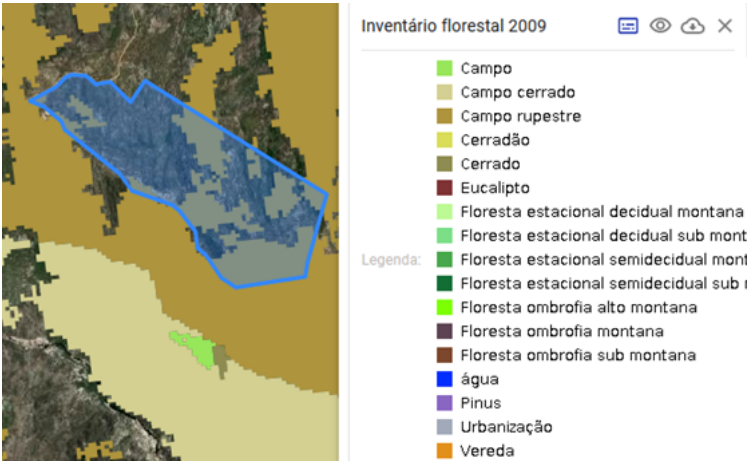 Inventário florestal 2009
Campo
Campo cerrado
Campo rupestre
Cerradão
Cerrado
Eucalipto
Floresta estacional decidual montana
Floresta estacional decidual sub mont
Legenda:
Floresta estacional semidecidual mont
Floresta estacional semidecidual sub
Floresta ombrofia alto montana
Floresta ombrofia montana
Floresta ombrofia sub montana
água
Pinus
Urbanização
Vereda